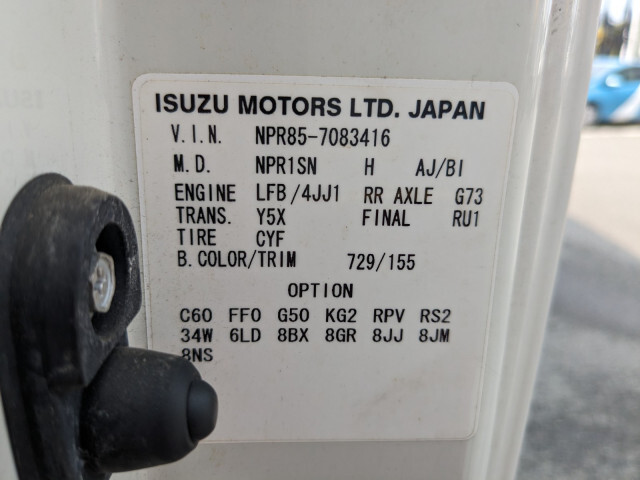 ISUZU MOTORS LTD. JAPAN
V.I.N. NPR85-7083416
M.D. NPR1SN H AJ/BI
ENGINE LFB/4JJ1 RR AXLE G73
TRANS. Y5X FINAL RU1
TIRE CYF
B.COLOR/TRIM 729/155
OPTION
C60 FF0 G50 KG2 RPV RS2
34W 6LD 8BX 8GR 8JJ 8JM
8NS